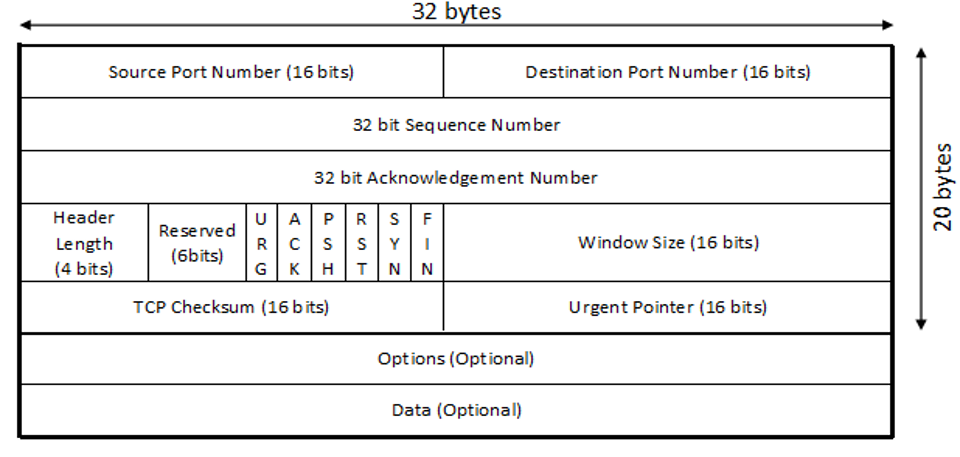 32 bytes
Source Port Number (16 bits)
Destination Port Number (16 bits)
32 bit Sequence Number
32 bit Acknowledgement Number
Header
Length
(4 bits)
Reserved
(6bits)
URG
ACK
PSH
RST
SYN
FIN
Window Size (16 bits)
TCP Checksum (16 bits)
Urgent Pointer (16 bits)
Options (Optional)
Data (Optional)
20 bytes